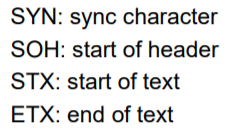 SYN: sync character
SOH: start of header
STX: start of text
ETX: end of text